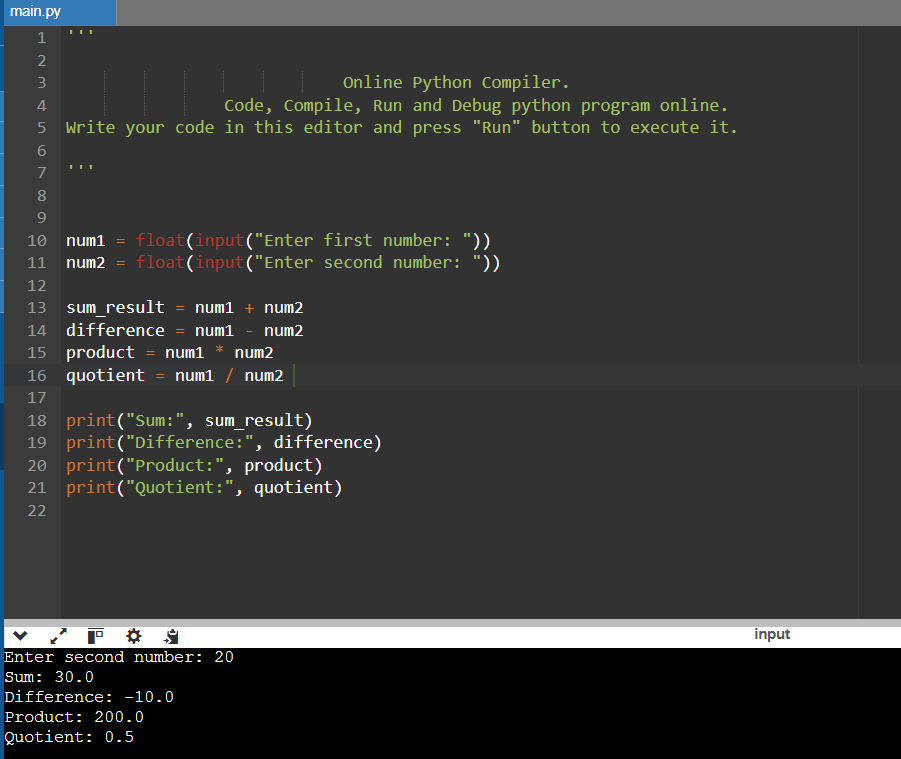 main.py
1 '''
2
3 Online Python Compiler.
4 Code, Compile, Run and Debug python program online.
5 Write your code in this editor and press "Run" button to execute it.
6
7 '''
8
9
10 num1 = float(input("Enter first number: "))
11 num2 = float(input("Enter second number: "))
12
13 sum_result = num1 + num2
14 difference = num1 - num2
15 product = num1 * num2
16 quotient = num1 / num2
17
18 print("Sum:", sum_result)
19 print("Difference:", difference)
20 print("Product:", product)
21 print("Quotient:", quotient)
22
input
Enter second number: 20
Sum: 30.0
Difference: -10.0
Product: 200.0
Quotient: 0.5